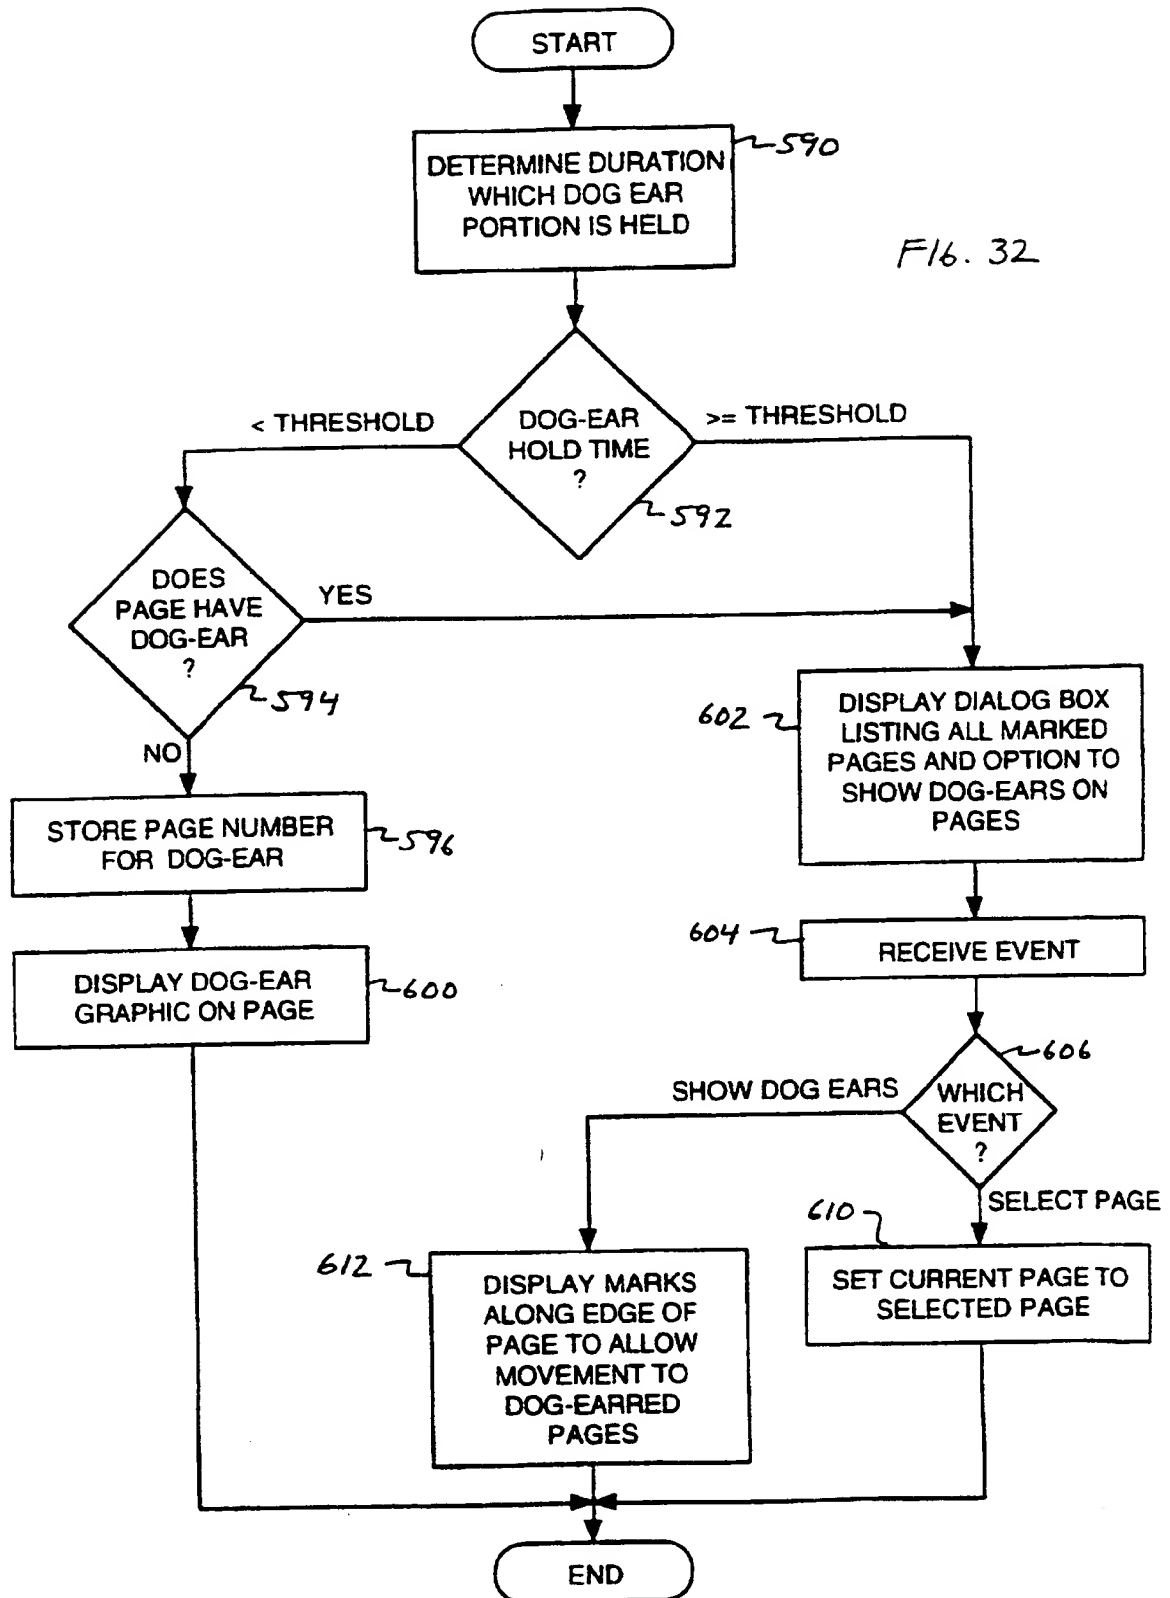 START
DETERMINE DURATION
WHICH DOG EAR
PORTION IS HELD
590
FIG. 32
DOG-EAR
HOLD TIME
?
592
< THRESHOLD
>= THRESHOLD
DOES
PAGE HAVE
DOG-EAR
?
594
YES
NO
STORE PAGE NUMBER
FOR DOG-EAR
596
DISPLAY DOG-EAR
GRAPHIC ON PAGE
600
602
DISPLAY DIALOG BOX
LISTING ALL MARKED
PAGES AND OPTION TO
SHOW DOG-EARS ON
PAGES
604
RECEIVE EVENT
606
WHICH
EVENT
?
SHOW DOG EARS
SELECT PAGE
610
SET CURRENT PAGE TO
SELECTED PAGE
612
DISPLAY MARKS
ALONG EDGE OF
PAGE TO ALLOW
MOVEMENT TO
DOG-EARRED
PAGES
END